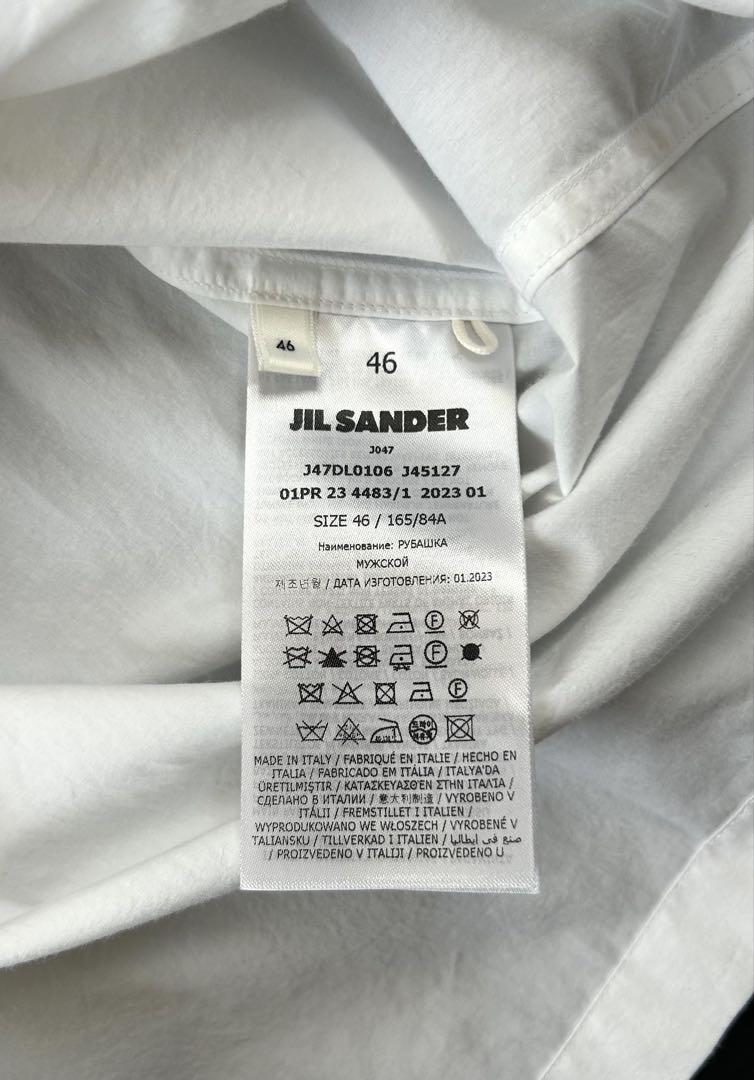 46
46
JIL SANDER
J047
J47DL0106 J45127
01PR 23 4483/1 2023 01
SIZE 46 / 165/84A
Наименование: РУБАШКА
МУЖСКОЙ
제조년월 / ДАТА ИЗГОТОВЛЕНИЯ: 01.2023
F W
F
F
MADE IN ITALY / FABRIQUÉ EN ITALIE / HECHO EN
ITALIA / FABRICADO EM ITÁLIA / ITALYA'DA
ÜRETILMIŞTIR / ΚΑΤΑΣΚΕΥΑΣΘΕΝ ΣΤΗΝ ΙΤΑΛΊΑ /
СДЕЛАНО В ИТАЛИИ / 意大利制造 / VYROBENO V
ITÁLII / FREMSTILLET I ITALIEN /
WYPRODUKOWANO WE WŁOSZECH / VYROBENÉ V
TALIANSKU / TILLVERKAD I ITALIEN / صنع في إيطاليا
/ PROIZVEDENO V ITALIJI / PROIZVEDENO U